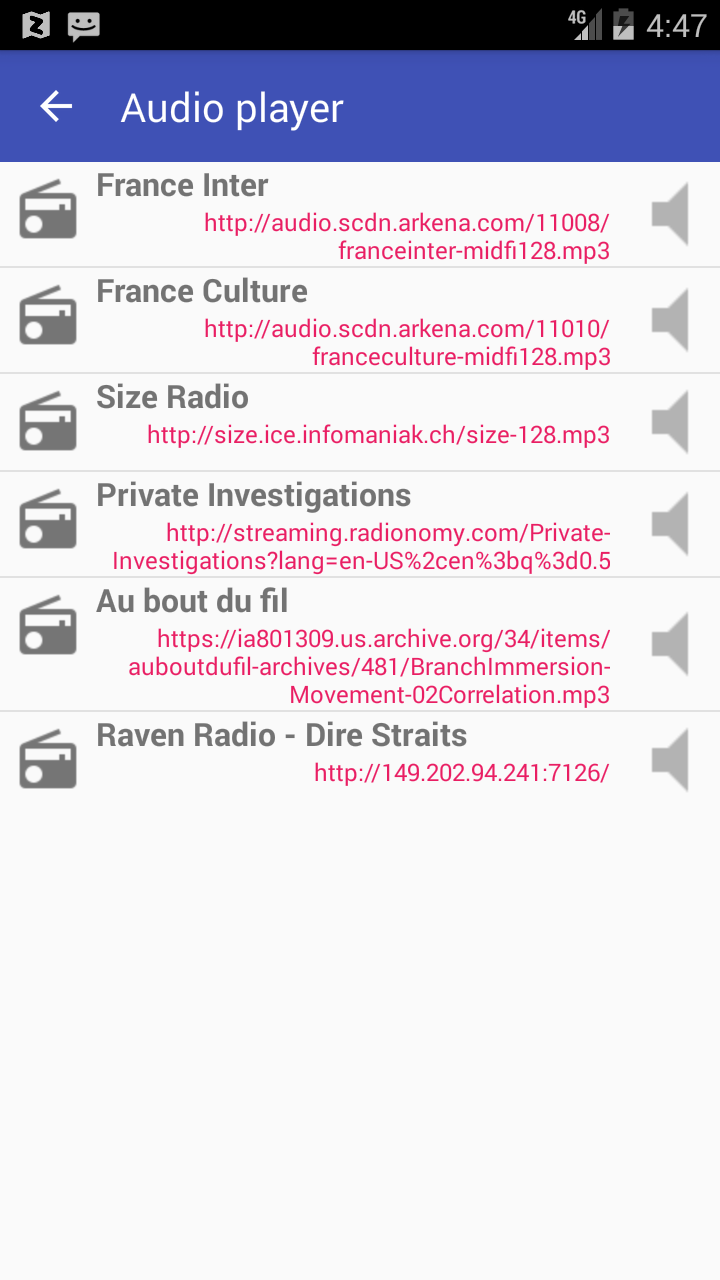 4G 4:47
Audio player
France Inter
http://audio.scdn.arkena.com/11008/
franceinter-midfi128.mp3
France Culture
http://audio.scdn.arkena.com/11010/
franceculture-midfi128.mp3
Size Radio
http://size.ice.infomaniak.ch/size-128.mp3
Private Investigations
http://streaming.radionomy.com/Private-
Investigations?lang=en-US%2cen%3bq%3d0.5
Au bout du fil
https://ia801309.us.archive.org/34/items/
auboutdufil-archives/481/BranchImmersion-
Movement-02Correlation.mp3
Raven Radio - Dire Straits
http://149.202.94.241:7126/